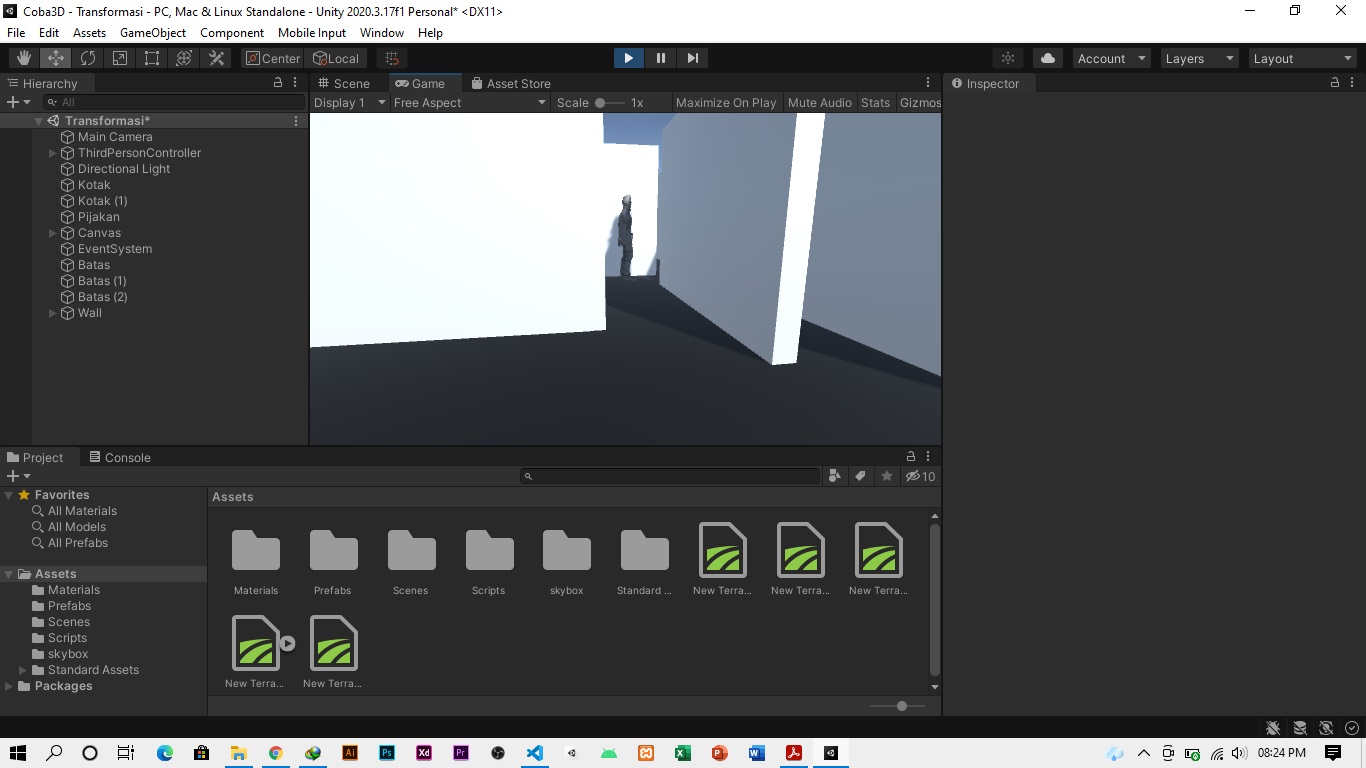 Coba3D - Transformasi - PC, Mac & Linux Standalone - Unity 2020.3.17f1 Personal* <DX11>
File Edit Assets GameObject Component Mobile Input Window Help
Center Local Account Layers Layout
Hierarchy
All
Transformasi*
Main Camera
ThirdPersonController
Directional Light
Kotak
Kotak (1)
Pijakan
Canvas
EventSystem
Batas
Batas (1)
Batas (2)
Wall
Scene Game Asset Store
Display 1 Free Aspect Scale 1x Maximize On Play Mute Audio Stats Gizmos
Inspector
Project Console
10
Favorites
All Materials
All Models
All Prefabs
Assets
Materials
Prefabs
Scenes
Scripts
skybox
Standard Assets
Packages
Assets
Materials Prefabs Scenes Scripts skybox Standard ... New Terra... New Terra... New Terra...
New Terra... New Terra...
Ai Ps Xd Pr 08:24 PM